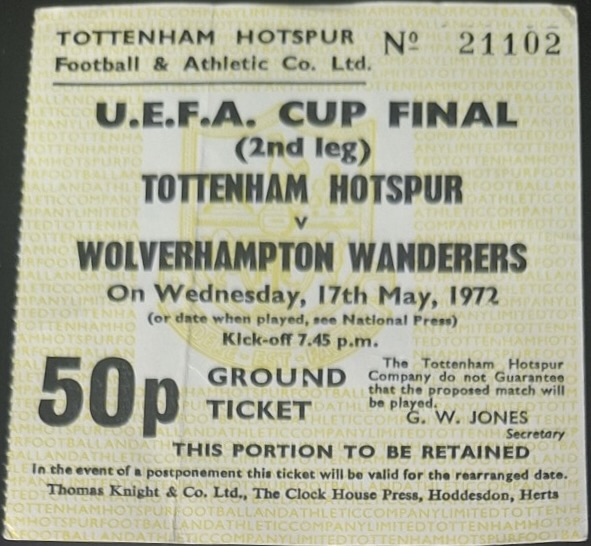 TOTTENHAM HOTSPUR Nº 21102
Football & Athletic Co. Ltd.
U.E.F.A. CUP FINAL
(2nd leg)
TOTTENHAM HOTSPUR
v
WOLVERHAMPTON WANDERERS
On Wednesday, 17th May, 1972
(or date when played, see National Press)
Kick-off 7.45 p.m.
50p
GROUND
TICKET
The Tottenham Hotspur
Company do not Guarantee
that the proposed match will
be played.
G. W. JONES
Secretary
THIS PORTION TO BE RETAINED
In the event of a postponement this ticket will be valid for the rearranged date.
Thomas Knight & Co. Ltd., The Clock House Press, Hoddesdon, Herts